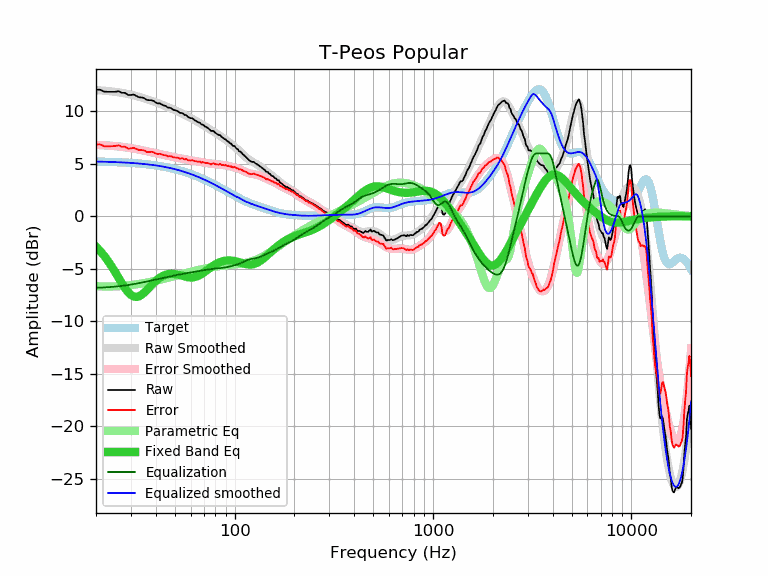 T-Peos Popular
Amplitude (dBr)
10
5
0
−5
−10
−15
−20
−25
Target
Raw Smoothed
Error Smoothed
Raw
Error
Parametric Eq
Fixed Band Eq
Equalization
Equalized smoothed
100
1000
10000
Frequency (Hz)